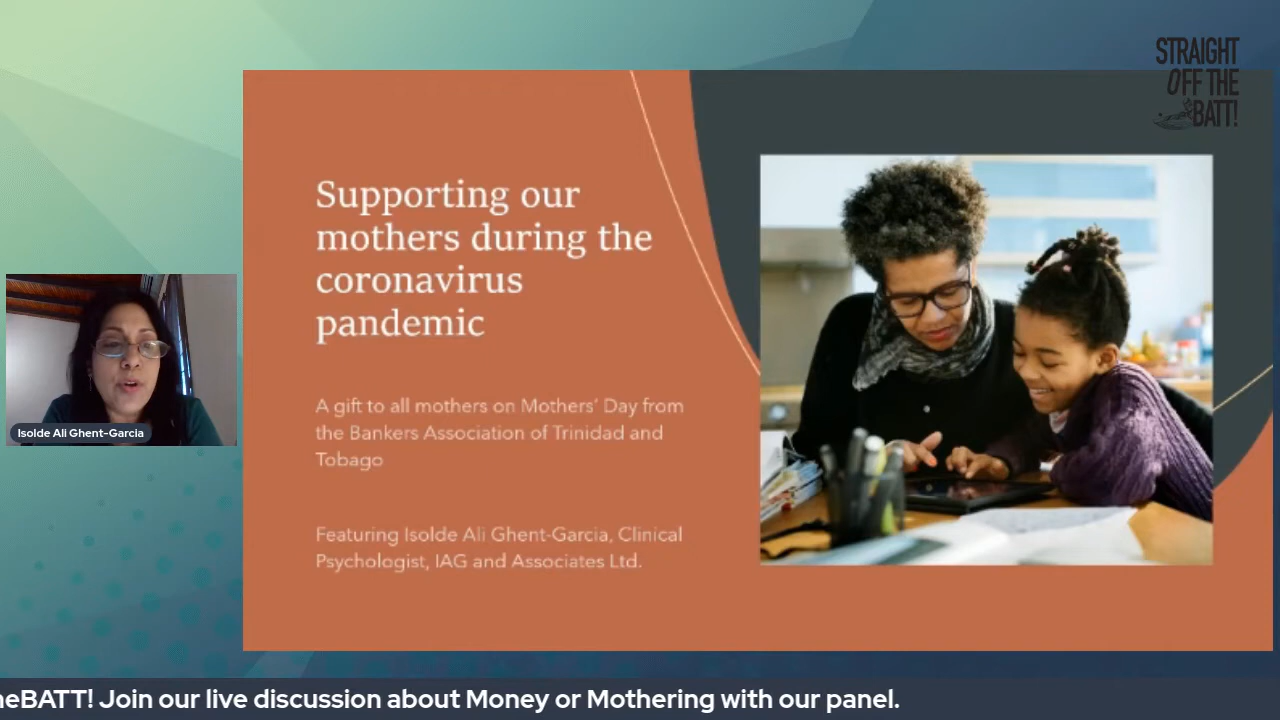 STRAIGHT
OFF THE
BATT!
Supporting our
mothers during the
coronavirus
pandemic
A gift to all mothers on Mothers' Day from
the Bankers Association of Trinidad and
Tobago
Featuring Isolde Ali Ghent-Garcia, Clinical
Psychologist, IAG and Associates Ltd.
Isolde Ali Ghent-Garcia
heBATT! Join our live discussion about Money or Mothering with our panel.